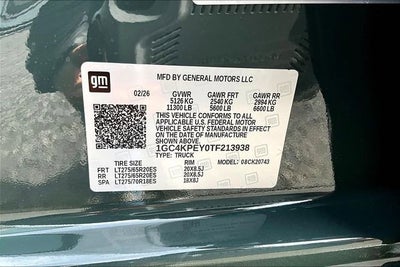 gm
MFD BY GENERAL MOTORS LLC
02/26 GVWR GAWR FRT GAWR RR
5126 KG 2540 KG 2994 KG
11300 LB 5600 LB 6600 LB
THIS VEHICLE CONFORMS TO ALL
APPLICABLE U.S. FEDERAL MOTOR
VEHICLE SAFETY STANDARDS IN EFFECT
ON THE DATE OF MANUFACTURE
SHOWN ABOVE.
1GC4KPEY0TF213938
TYPE: TRUCK
TIRE SIZE RIM MODEL: 08CK20743
FRT LT275/65R20ES 20X8.5J
RR LT275/65R20ES 20X8.5J
SPA LT275/70R18ES 18X8J